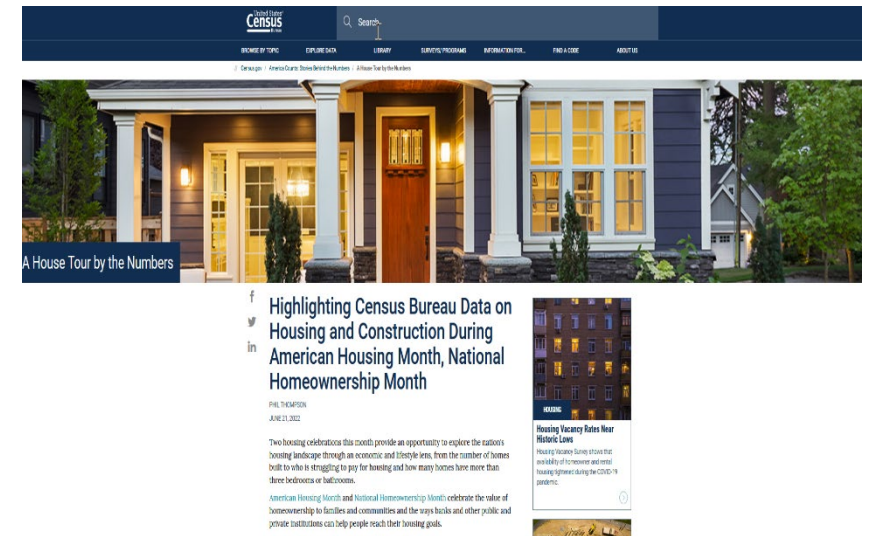 United States®
Census
Bureau
Search
BROWSE BY TOPIC
EXPLORE DATA
LIBRARY
SURVEYS/ PROGRAMS
INFORMATION FOR...
FIND A CODE
ABOUT US
/ Census.gov / America Counts: Stories Behind the Numbers / A House Tour by the Numbers
A House Tour by the Numbers
Highlighting Census Bureau Data on
Housing and Construction During
American Housing Month, National
Homeownership Month
PHIL THOMPSON
JUNE 21, 2022
Two housing celebrations this month provide an opportunity to explore the nation's
housing landscape through an economic and lifestyle lens, from the number of homes
built to who is struggling to pay for housing and how many homes have more than
three bedrooms or bathrooms.
American Housing Month and National Homeownership Month celebrate the value of
homeownership to families and communities and the ways banks and other public and
private institutions can help people reach their housing goals.
HOUSING
Housing Vacancy Rates Near
Historic Lows
Housing Vacancy Survey shows that
availability of homeowner and rental
housing tightened during the COVID-19
pandemic.